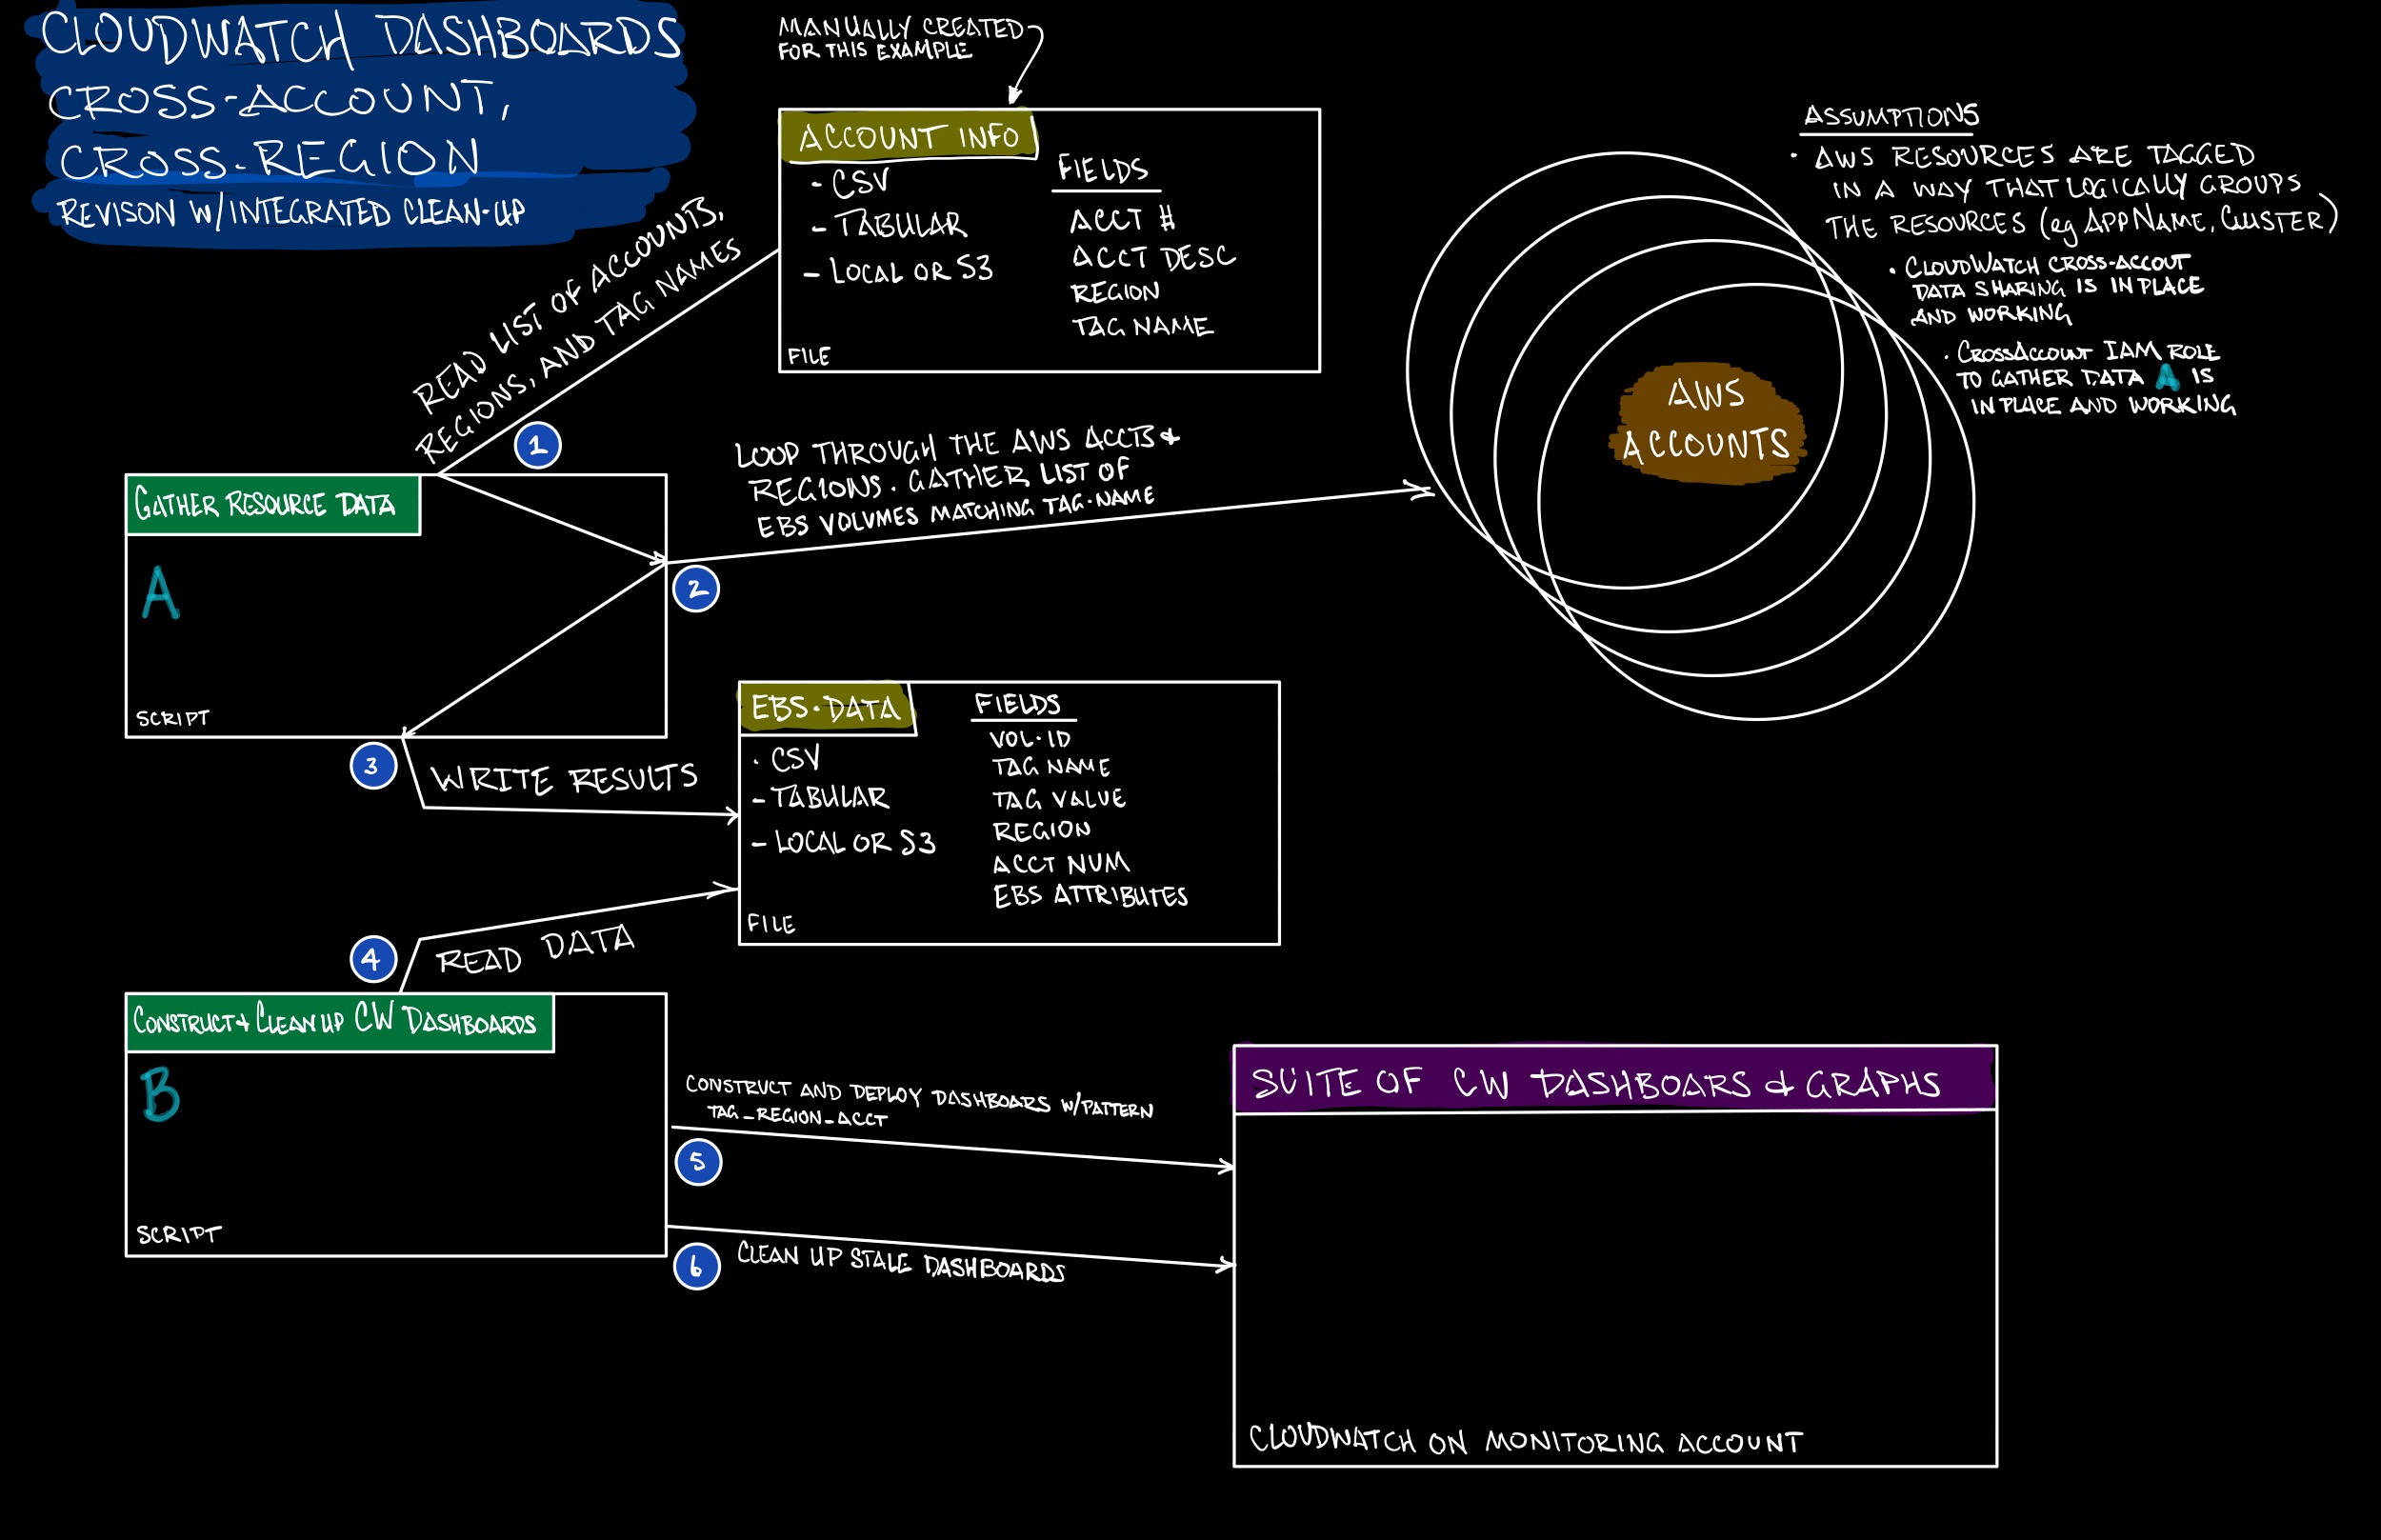 CLOUDWATCH DASHBOARDS
CROSS-ACCOUNT,
CROSS-REGION
REVISON W/INTEGRATED CLEAN-UP
MANUALLY CREATED
FOR THIS EXAMPLE
ACCOUNT INFO
- CSV
- TABULAR
- LOCAL OR S3
FILE
FIELDS
ACCT #
ACCT DESC
REGION
TAG NAME
ASSUMPTIONS
• AWS RESOURCES ARE TAGGED
IN A WAY THAT LOGICALLY GROUPS
THE RESOURCES (eg APPNAME, CLUSTER)
• CLOUDWATCH CROSS-ACCOUT
DATA SHARING IS IN PLACE
AND WORKING
• CROSSACCOUNT IAM ROLE
TO GATHER DATA A IS
IN PLACE AND WORKING
AWS
ACCOUNTS
READ LIST OF ACCOUNTS,
REGIONS, AND TAG NAMES
1
GATHER RESOURCE DATA
A
SCRIPT
LOOP THROUGH THE AWS ACCTS &
REGIONS. GATHER LIST OF
EBS VOLUMES MATCHING TAG-NAME
2
3
WRITE RESULTS
EBS-DATA
- CSV
- TABULAR
- LOCAL OR S3
FILE
FIELDS
VOL-ID
TAG NAME
TAG VALUE
REGION
ACCT NUM
EBS ATTRIBUTES
4
READ DATA
CONSTRUCT & CLEAN UP CW DASHBOARDS
B
SCRIPT
CONSTRUCT AND DEPLOY DASHBOARS W/PATTERN
TAG_REGION_ACCT
5
6
CLEAN UP STALE DASHBOARDS
SUITE OF CW DASHBOARS & GRAPHS
CLOUDWATCH ON MONITORING ACCOUNT